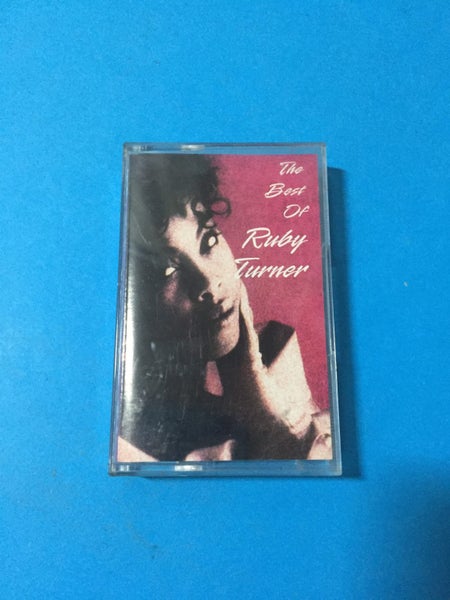 The
Best
Of
Ruby
Turner